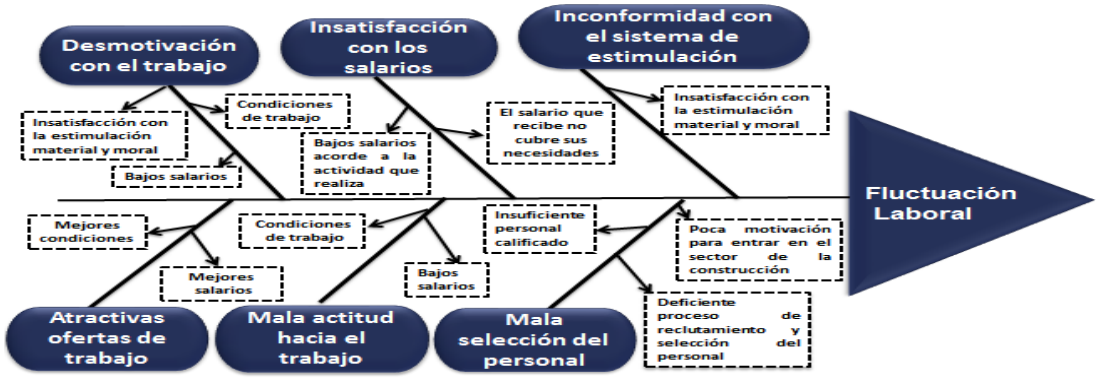 Desmotivación
con el trabajo
Insatisfacción
con los
salarios
Inconformidad con
el sistema de
estimulación
Insatisfacción con
la estimulación
material y moral
Condiciones
de trabajo
Bajos salarios
Bajos salarios
acorde a la
actividad que
realiza
El salario que
recibe no
cubre sus
necesidades
Insatisfacción con
la estimulación
material y moral
Fluctuación
Laboral
Mejores
condiciones
Mejores
salarios
Condiciones
de trabajo
Bajos
salarios
Insuficiente
personal
calificado
Poca motivación
para entrar en el
sector de la
construcción
Deficiente
proceso de
reclutamiento y
selección del
personal
Atractivas
ofertas de
trabajo
Mala actitud
hacia el
trabajo
Mala
selección del
personal